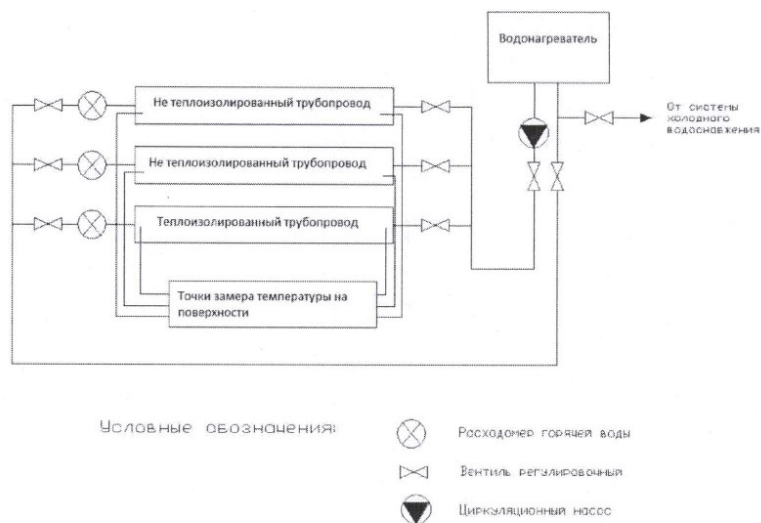 Водонагреватель
Не теплоизолированный трубопровод
От системы
холодного
водоснавжения
Не теплоизолированный трубопровод
Теплоизолированный трубопровод
Точки замера температуры на
поверхности
Условные обозначения:
Расходомер горячей воды
Вентиль регулировочный
Циркуляционный насос